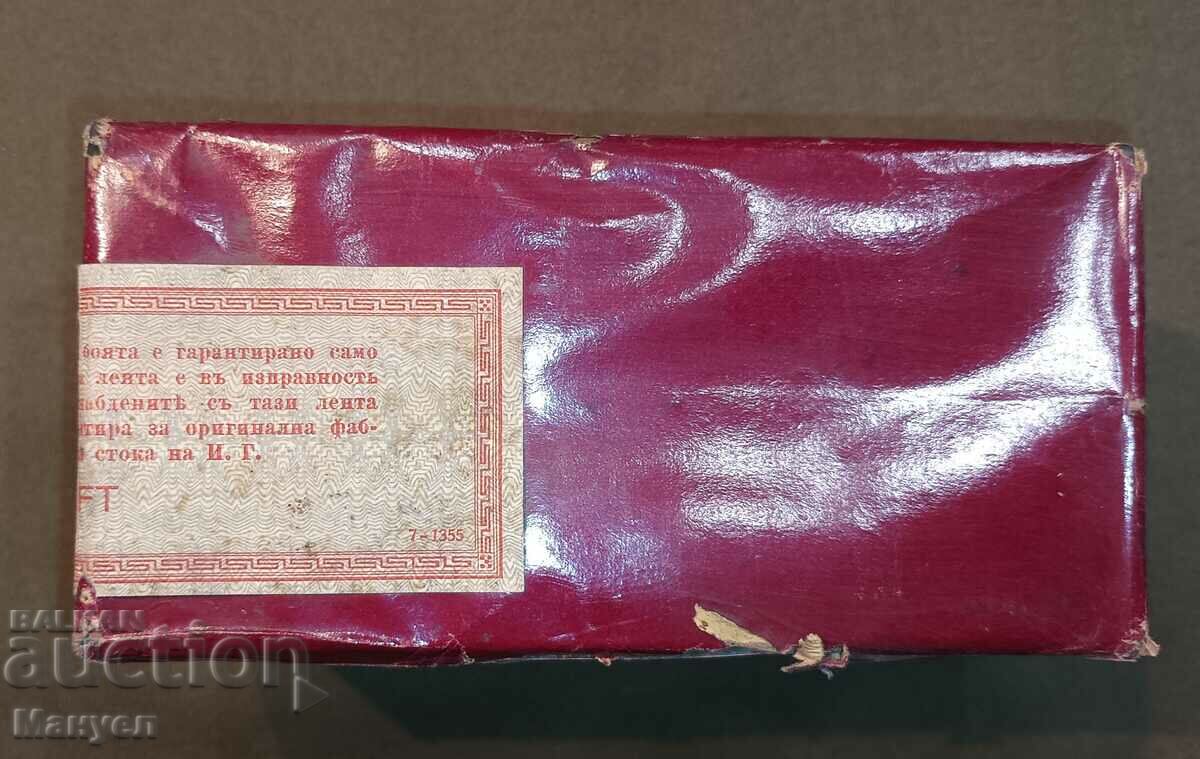 боята е гарантирано само
лента е въ изправность
набденитѣ съ тази лента
тира за оригинална фаб-
стока на И. Г.
FT
7-1355
BALKAN
auction
Мануел